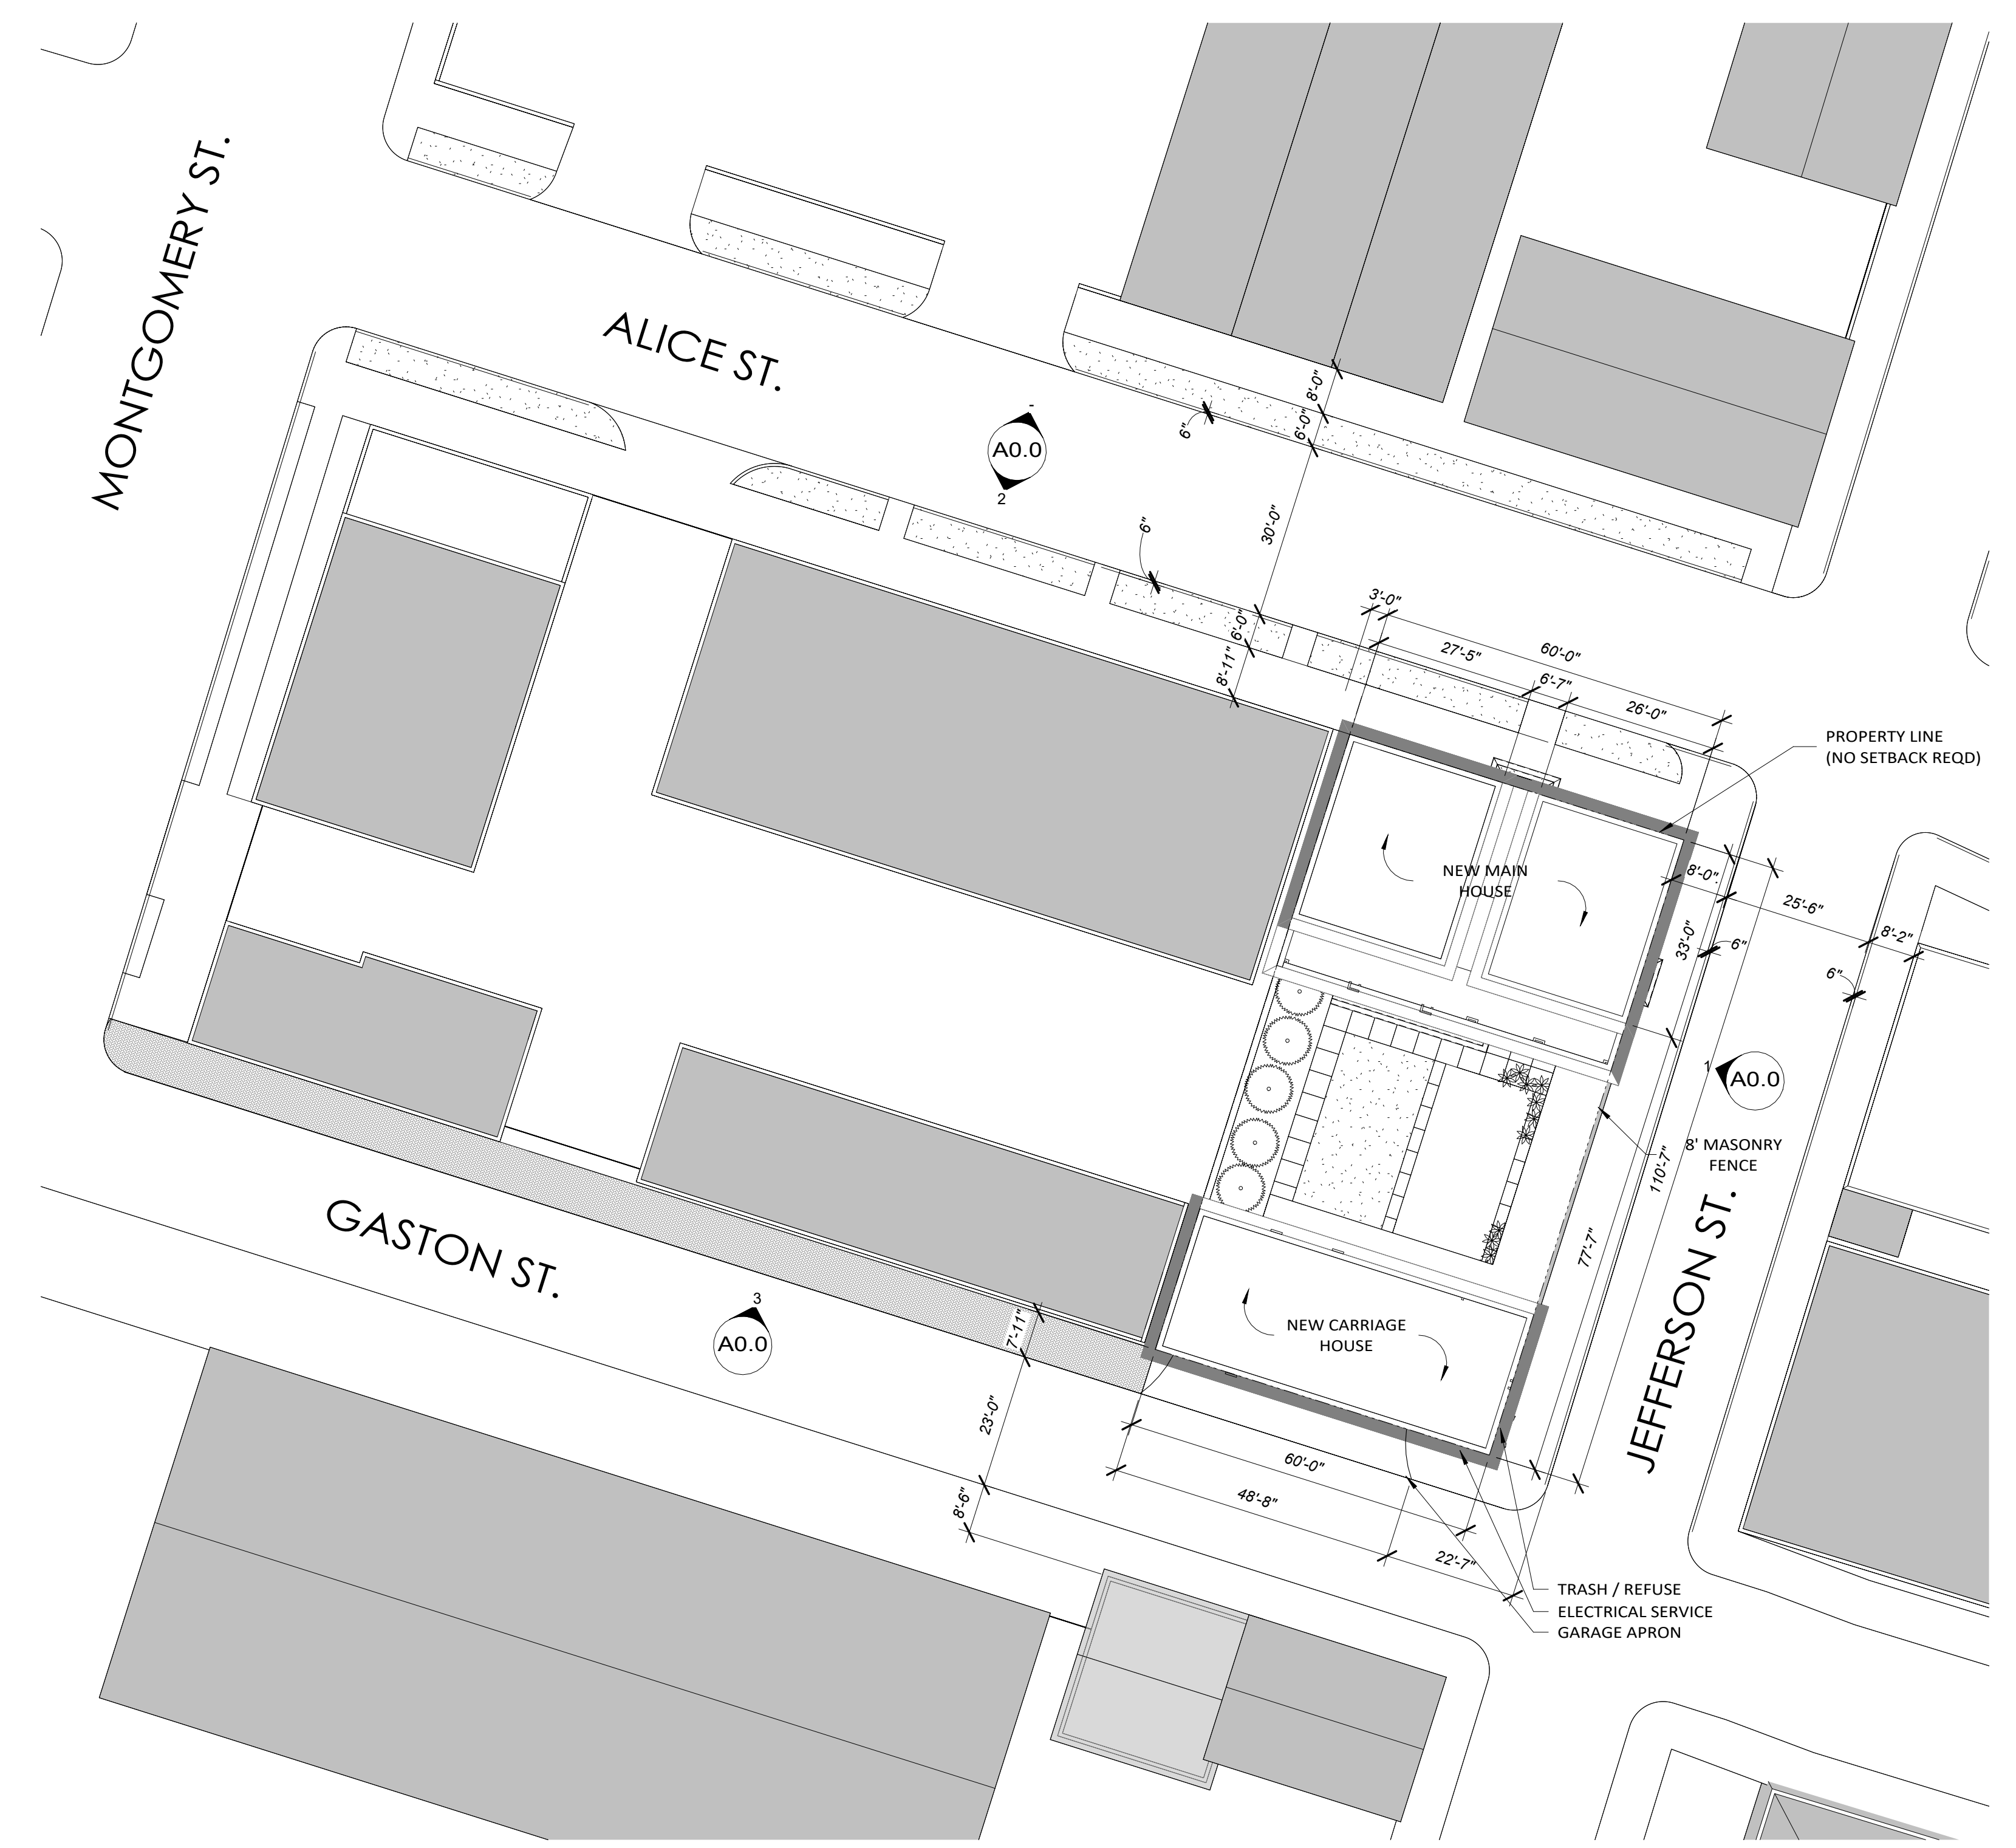 MONTGOMERY ST.
ALICE ST.
-
A0.0
2
6"
8'-0"
6'-0"
30'-0"
6"
6'-0"
8'-11"
3'-0"
60'-0"
27'-5"
6'-7"
26'-0"
PROPERTY LINE
(NO SETBACK REQD)
NEW MAIN
HOUSE
8'-0"
25'-6"
8'-2"
33'-0"
6"
6"
1
A0.0
8' MASONRY
FENCE
110'-7"
77'-7"
JEFFERSON ST.
GASTON ST.
3
A0.0
7'-11"
23'-0"
8'-6"
NEW CARRIAGE
HOUSE
60'-0"
48'-8"
22'-7"
TRASH / REFUSE
ELECTRICAL SERVICE
GARAGE APRON